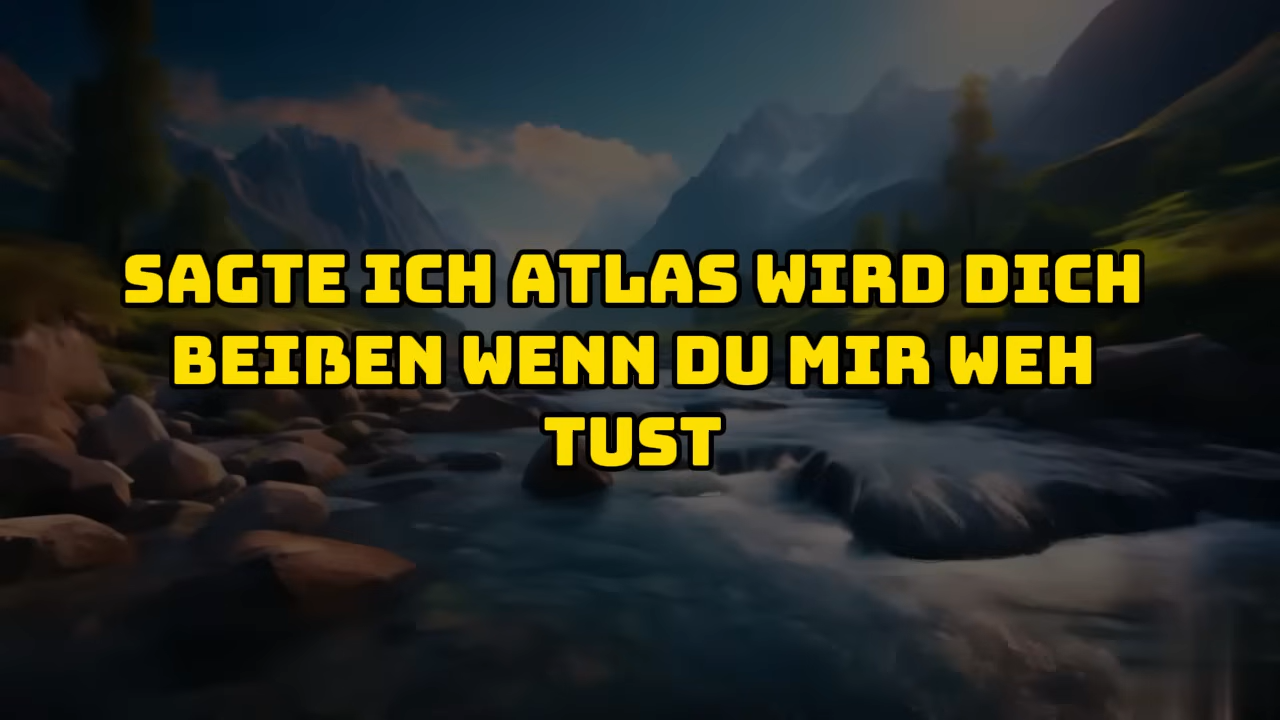 SAGTE ICH ATLAS WIRD DICH
BEIẞEN WENN DU MIR WEH
TUST